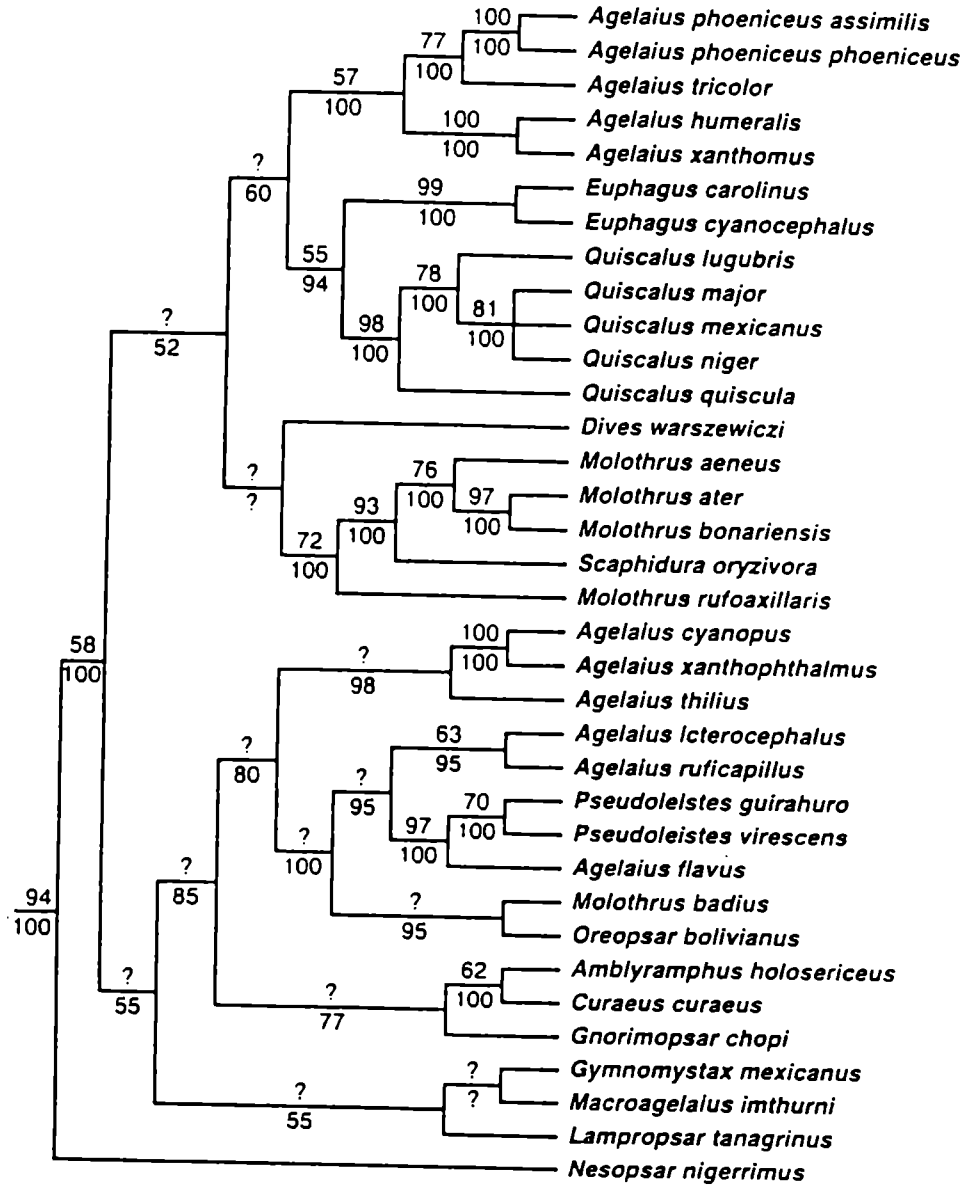 100
100
Agelaius phoeniceus assimilis
77
100
Agelaius phoeniceus phoeniceus
57
100
Agelaius tricolor
100
100
Agelaius humeralis
Agelaius xanthomus
?
60
99
100
Euphagus carolinus
Euphagus cyanocephalus
55
94
78
100
Quiscalus lugubris
Quiscalus major
?
52
98
100
81
100
Quiscalus mexicanus
Quiscalus niger
Quiscalus quiscula
Dives warszewiczi
?
?
76
100
Molothrus aeneus
93
100
97
100
Molothrus ater
Molothrus bonariensis
72
100
Scaphidura oryzivora
Molothrus rufoaxillaris
58
100
?
98
100
100
Agelaius cyanopus
Agelaius xanthophthalmus
Agelaius thilius
?
80
63
95
Agelaius icterocephalus
Agelaius ruficapillus
?
95
70
100
Pseudoleistes guirahuro
?
100
97
100
Pseudoleistes virescens
Agelaius flavus
94
100
?
85
?
95
Molothrus badius
Oreopsar bolivianus
?
55
?
77
62
100
Amblyramphus holosericeus
Curaeus curaeus
Gnorimopsar chopi
?
55
?
?
Gymnomystax mexicanus
Macroagelaius imthurni
Lampropsar tanagrinus
Nesopsar nigerrimus